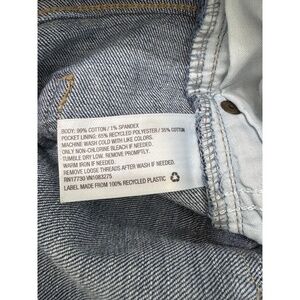 BODY: 99% COTTON / 1% SPANDEX
POCKET LINING: 65% RECYCLED POLYESTER / 35% COTTON
MACHINE WASH COLD WITH LIKE COLORS.
ONLY NON-CHLORINE BLEACH IF NEEDED.
TUMBLE DRY LOW. REMOVE PROMPTLY.
WARM IRON IF NEEDED.
REMOVE LOOSE THREADS AFTER WASH IF NEEDED.
RN17730 VN1083275
LABEL MADE FROM 100% RECYCLED PLASTIC